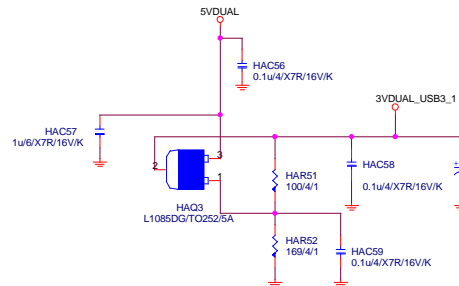 5VDUAL
HAC56
0.1u/4/X7R/16V/K
3VDUAL_USB3_1
HAC57
1u/6/X7R/16V/K
2
3
1
HAQ3
L1085DG/TO252/5A
HAR51
100/4/1
HAC58
0.1u/4/X7R/16V/K
HAR52
169/4/1
HAC59
0.1u/4/X7R/16V/K
+